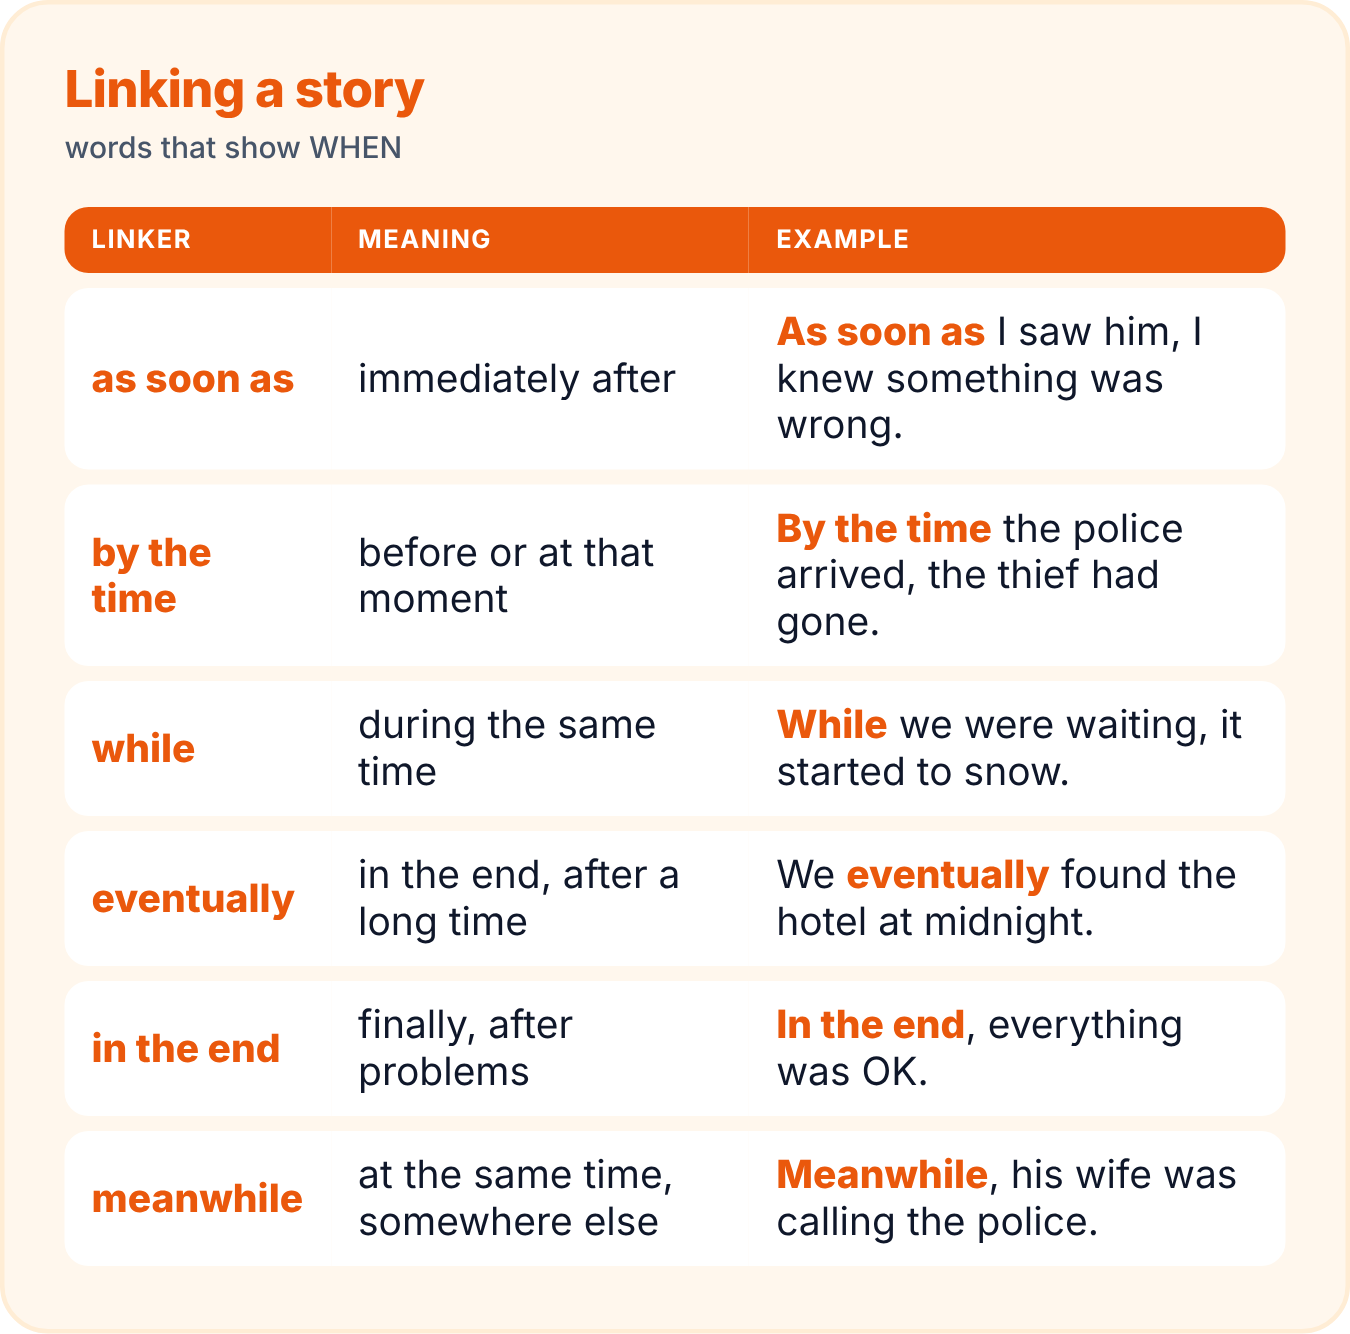 Linking a story
words that show WHEN
LINKER MEANING EXAMPLE
as soon as
immediately after
As soon as I saw him, I
knew something was
wrong.
by the
time
before or at that
moment
By the time the police
arrived, the thief had
gone.
while
during the same
time
While we were waiting, it
started to snow.
eventually
in the end, after a
long time
We eventually found the
hotel at midnight.
in the end
finally, after
problems
In the end, everything
was OK.
meanwhile
at the same time,
somewhere else
Meanwhile, his wife was
calling the police.